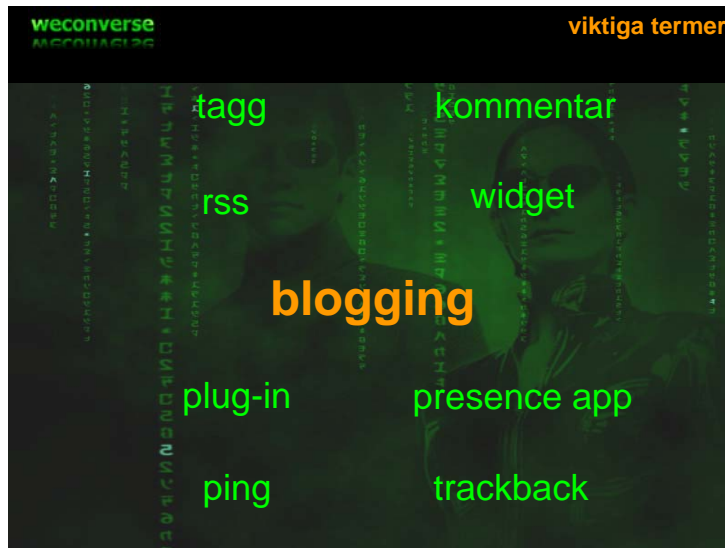 weconverse
viktiga termer
tagg kommentar
rss widget
blogging
plug-in presence app
ping trackback